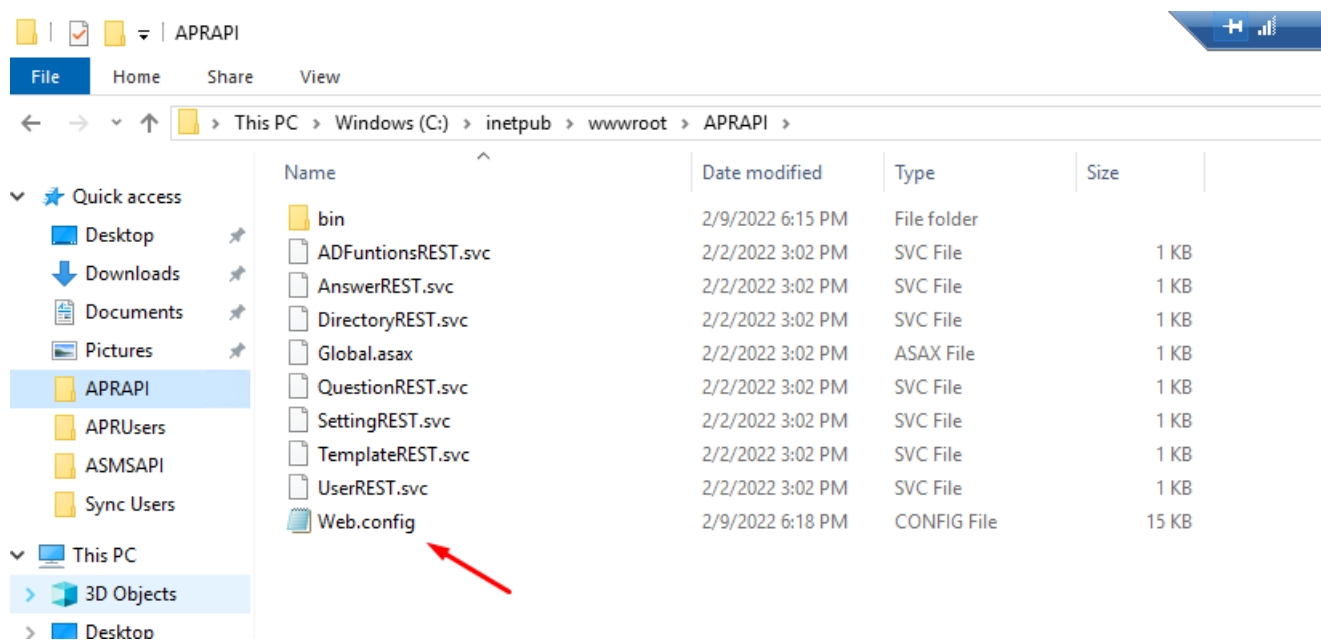 APRAPI
File Home Share View
This PC > Windows (C:) > inetpub > wwwroot > APRAPI >
Name Date modified Type Size
Quick access
Desktop
Downloads
Documents
Pictures
APRAPI
APRUsers
ASMSAPI
Sync Users
This PC
3D Objects
Desktop
bin 2/9/2022 6:15 PM File folder
ADFuntionsREST.svc 2/2/2022 3:02 PM SVC File 1 KB
AnswerREST.svc 2/2/2022 3:02 PM SVC File 1 KB
DirectoryREST.svc 2/2/2022 3:02 PM SVC File 1 KB
Global.asax 2/2/2022 3:02 PM ASAX File 1 KB
QuestionREST.svc 2/2/2022 3:02 PM SVC File 1 KB
SettingREST.svc 2/2/2022 3:02 PM SVC File 1 KB
TemplateREST.svc 2/2/2022 3:02 PM SVC File 1 KB
UserREST.svc 2/2/2022 3:02 PM SVC File 1 KB
Web.config 2/9/2022 6:18 PM CONFIG File 15 KB